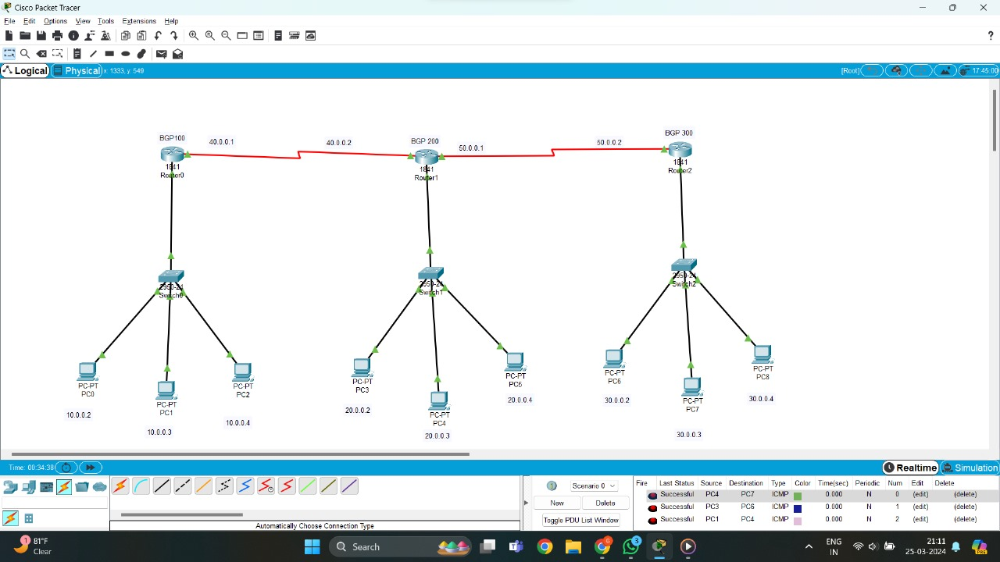 Cisco Packet Tracer
File Edit Options View Tools Extensions Help
?
Logical Physical x: 1333, y: 549 [Root] 17:45:00
BGP100
40.0.0.1
40.0.0.2
BGP 200
50.0.0.1
50.0.0.2
BGP 300
1841
Router0
1841
Router1
1841
Router2
2950-24
Switch0
2950-24
Switch1
2950-24
Switch2
PC-PT
PC0
PC-PT
PC1
PC-PT
PC2
PC-PT
PC3
PC-PT
PC4
PC-PT
PC5
PC-PT
PC6
PC-PT
PC7
PC-PT
PC8
10.0.0.2
10.0.0.3
10.0.0.4
20.0.0.2
20.0.0.3
20.0.0.4
30.0.0.2
30.0.0.3
30.0.0.4
Time: 00:34:38 Realtime Simulation
Scenario 0
New Delete
Toggle PDU List Window
Automatically Choose Connection Type
Fire Last Status Source Destination Type Color Time(sec) Periodic Num Edit Delete
Successful PC4 PC7 ICMP 0.000 N 0 (edit) (delete)
Successful PC3 PC6 ICMP 0.000 N 1 (edit) (delete)
Successful PC1 PC4 ICMP 0.000 N 2 (edit) (delete)
1
81°F
Clear
Search
6
3
ENG
IN
21:11
25-03-2024
PRE